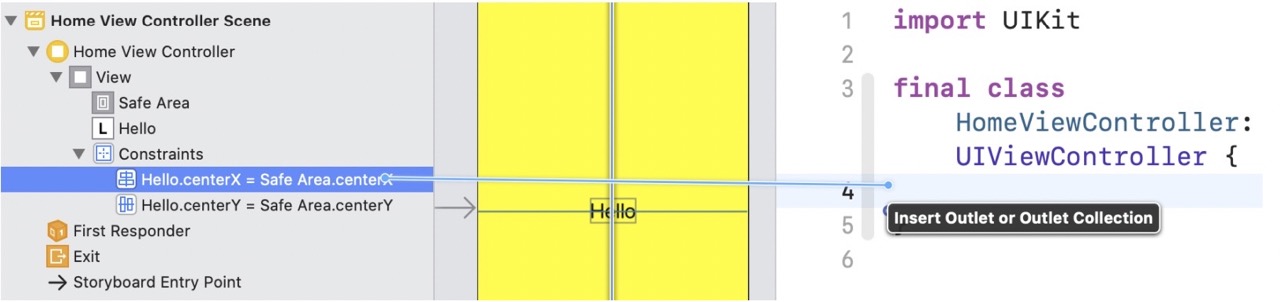 Home View Controller Scene
Home View Controller
View
Safe Area
L Hello
Constraints
Hello.centerX = Safe Area.centerX
Hello.centerY = Safe Area.centerY
First Responder
Exit
Storyboard Entry Point
Hello
1 import UIKit
2
3 final class
HomeViewController:
UIViewController {
4
Insert Outlet or Outlet Collection
5 }
6